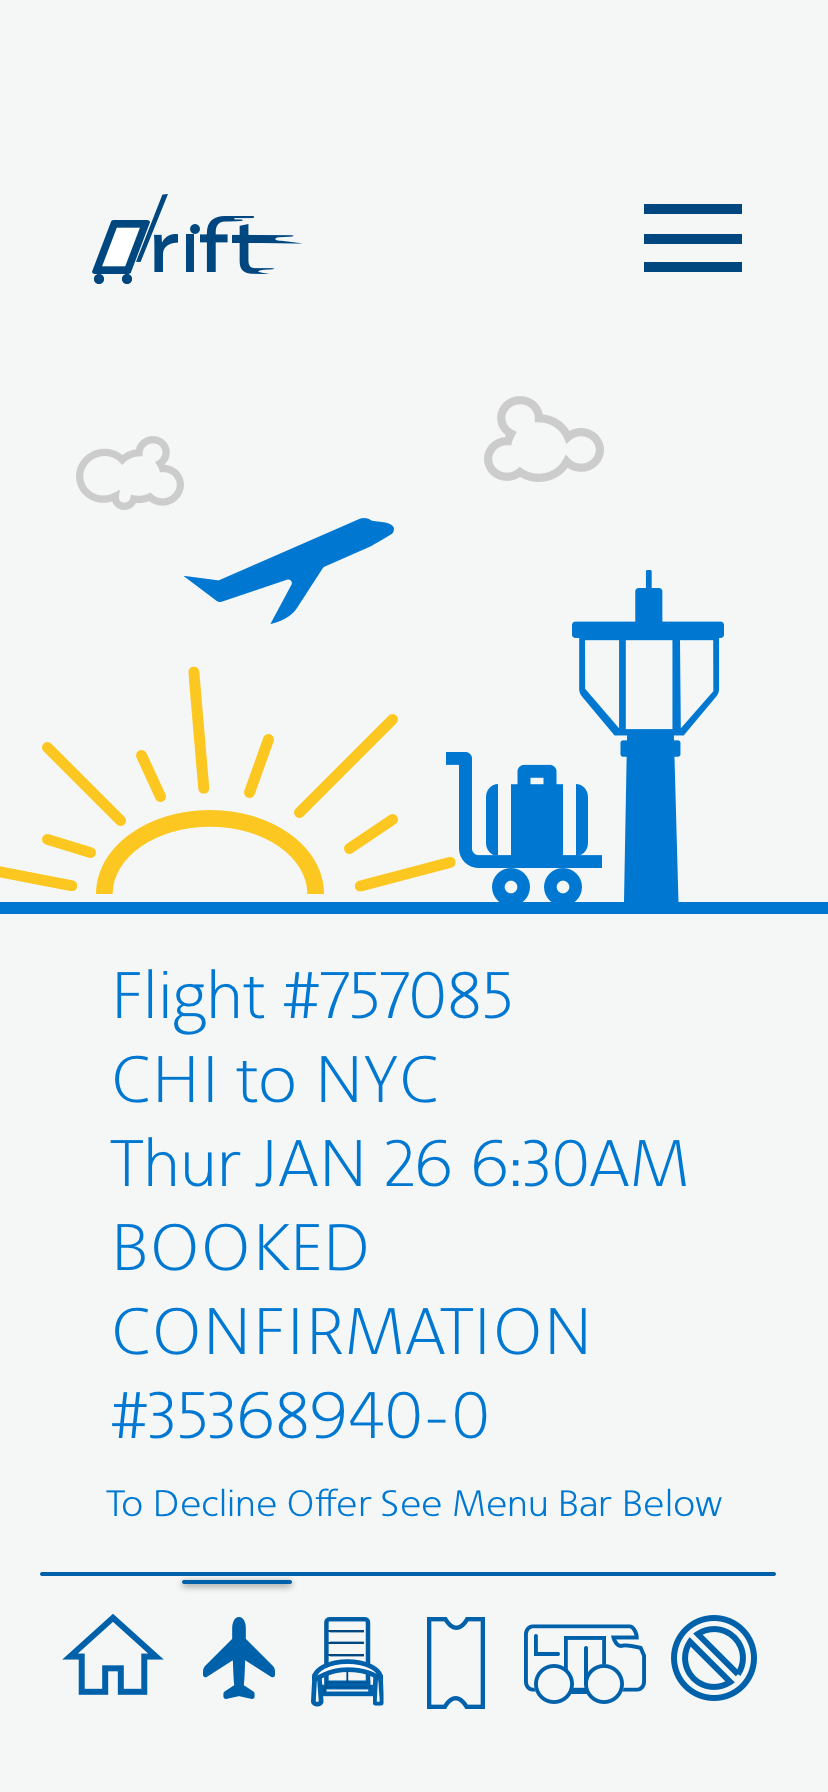 Drift
Flight #757085
CHI to NYC
Thur JAN 26 6:30AM
BOOKED
CONFIRMATION
#35368940-0
To Decline Offer See Menu Bar Below